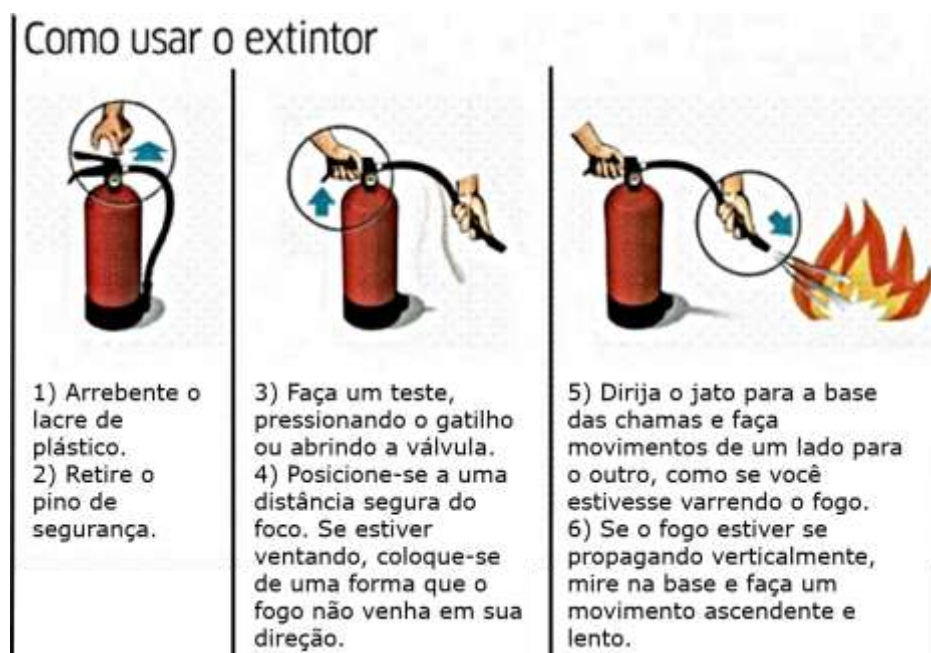 Como usar o extintor
1) Arrebente o
lacre de
plástico.
2) Retire o
pino de
segurança.
3) Faça um teste,
pressionando o gatilho
ou abrindo a válvula.
4) Posicione-se a uma
distância segura do
foco. Se estiver
ventando, coloque-se
de uma forma que o
fogo não venha em sua
direção.
5) Dirija o jato para a base
das chamas e faça
movimentos de um lado para
o outro, como se você
estivesse varrendo o fogo.
6) Se o fogo estiver se
propagando verticalmente,
mire na base e faça um
movimento ascendente e
lento.